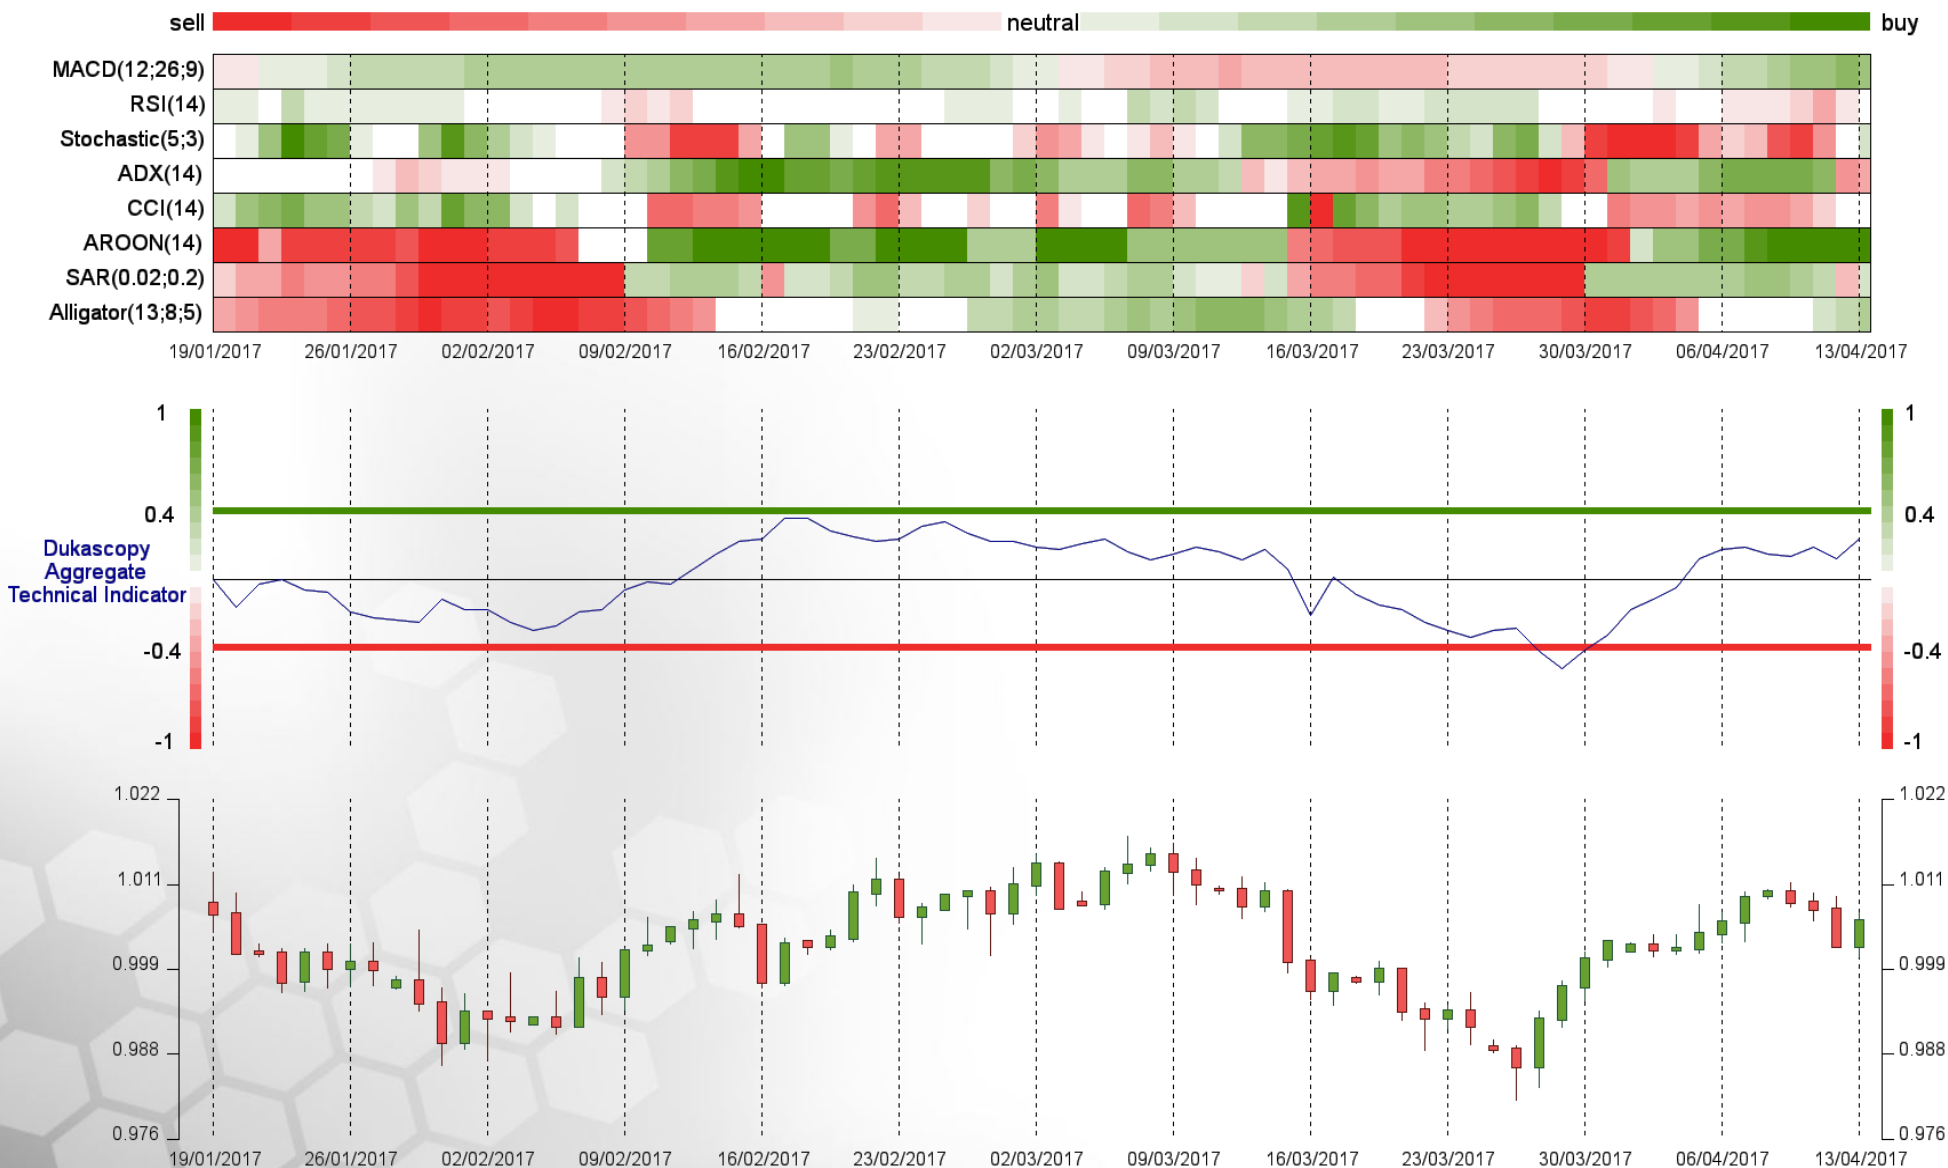 sell neutral buy
MACD(12;26;9)
RSI(14)
Stochastic(5;3)
ADX(14)
CCI(14)
AROON(14)
SAR(0.02;0.2)
Alligator(13;8;5)
19/01/2017 26/01/2017 02/02/2017 09/02/2017 16/02/2017 23/02/2017 02/03/2017 09/03/2017 16/03/2017 23/03/2017 30/03/2017 06/04/2017 13/04/2017
1 1
0.4 0.4
Dukascopy
Aggregate
Technical Indicator
-0.4 -0.4
-1 -1
1.022 1.022
1.011 1.011
0.999 0.999
0.988 0.988
0.976 0.976
19/01/2017 26/01/2017 02/02/2017 09/02/2017 16/02/2017 23/02/2017 02/03/2017 09/03/2017 16/03/2017 23/03/2017 30/03/2017 06/04/2017 13/04/2017